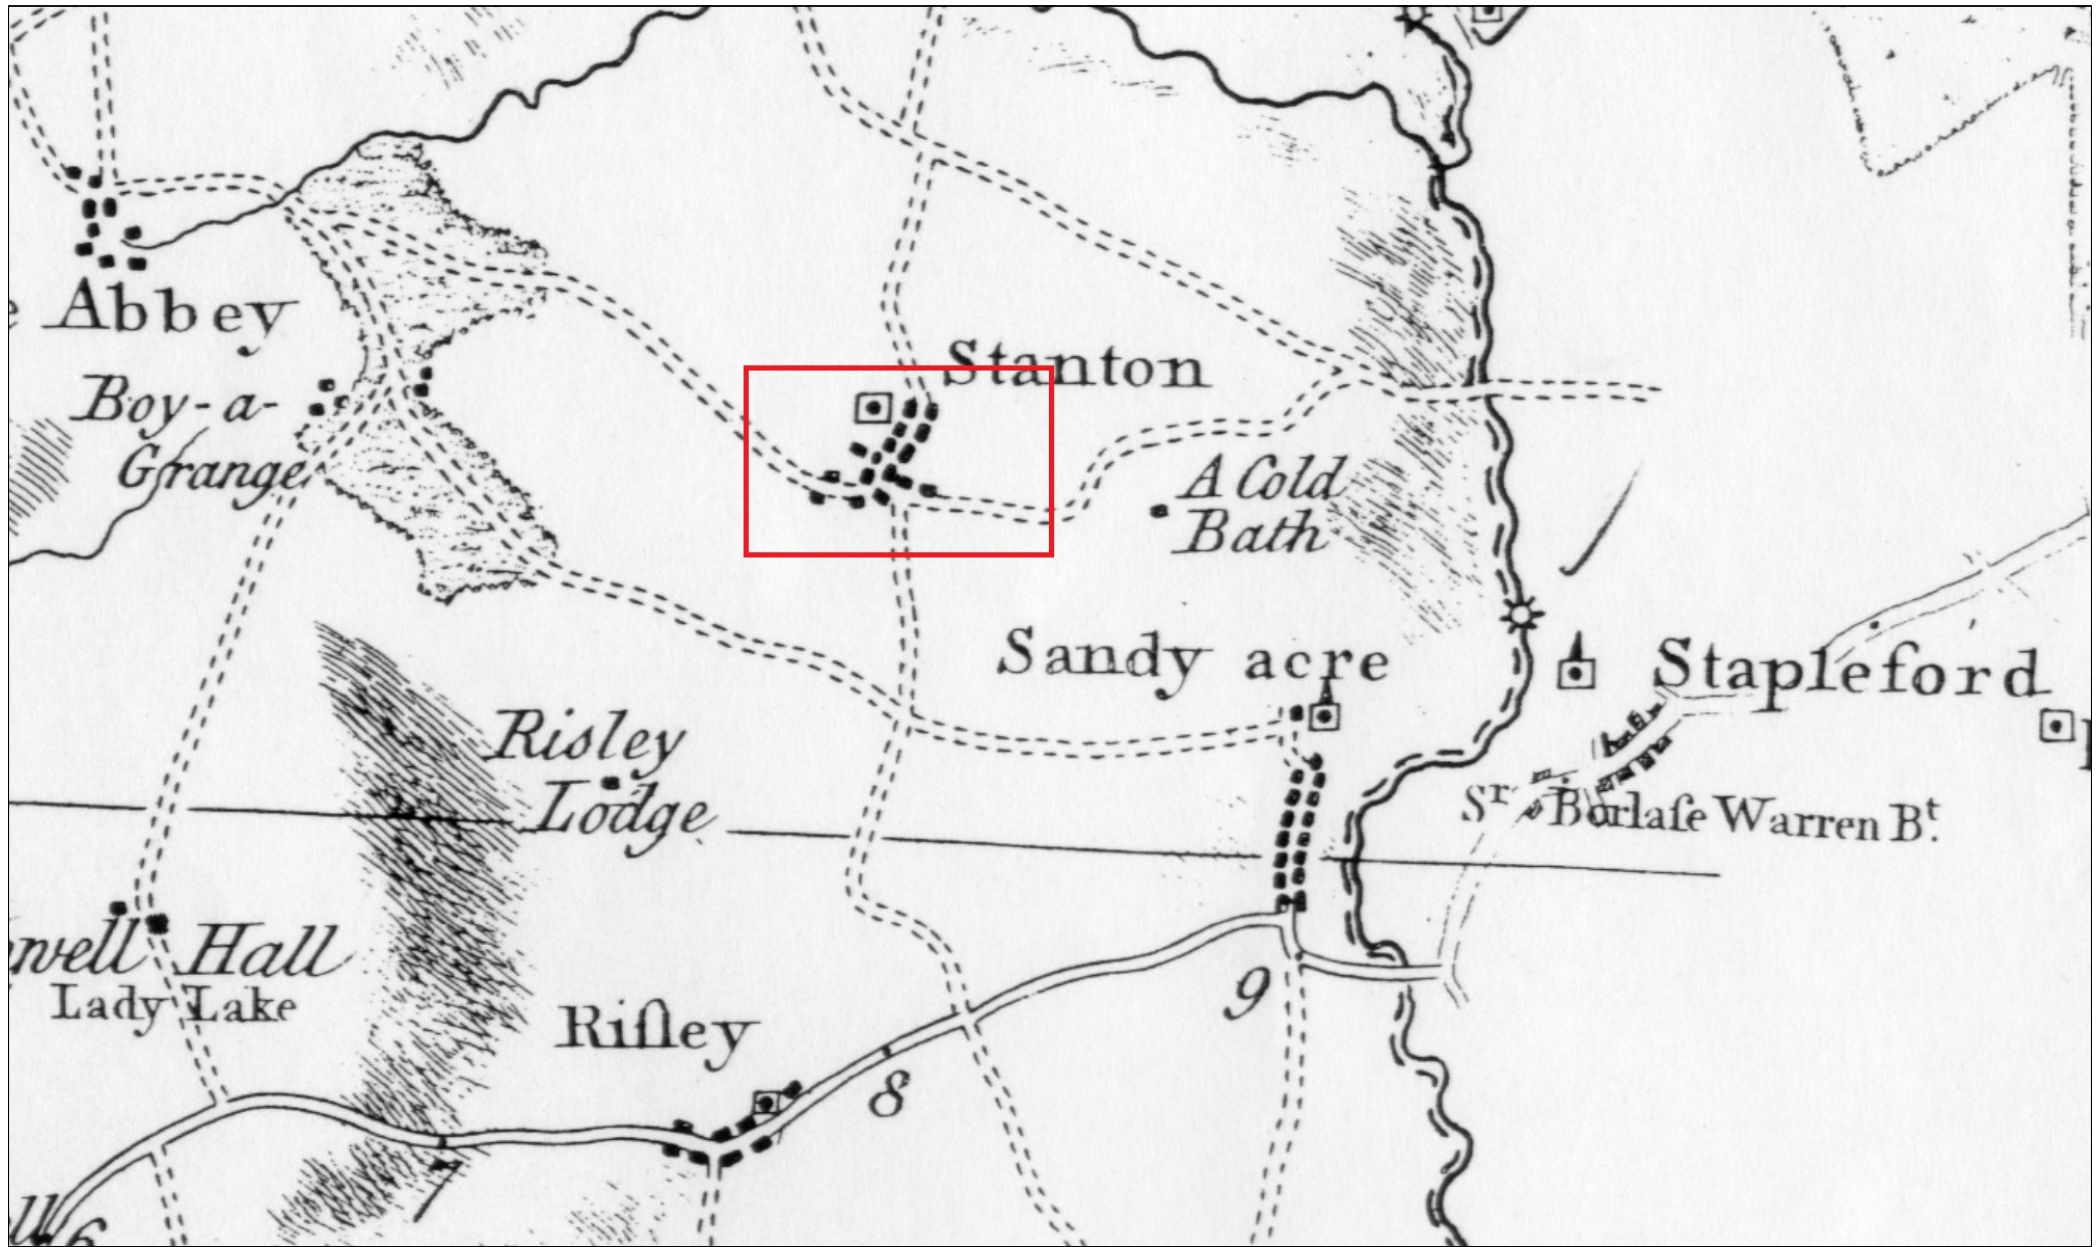 Stanton
Abbey
Boy-a-
Grange
A Cold
Bath
Sandy acre
Stapleford
Risley
Lodge
Sr Borlaſe Warren Bt.
Hall
Lady Lake
Riſley
9
8
7
6